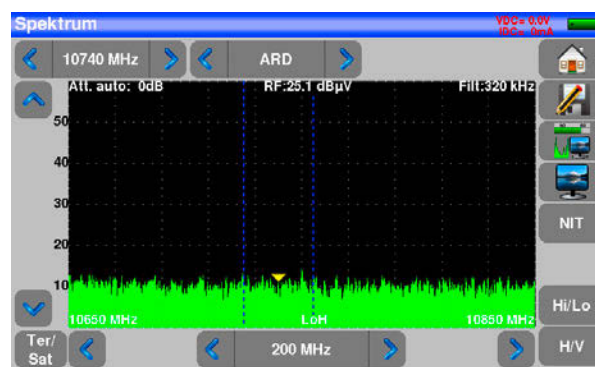 Spektrum
VDC= 0.0V
IDC= 0mA
10740 MHz
ARD
Att. auto: 0dB
RF:25.1 dBµV
Filt:320 kHz
50
40
30
20
10
NIT
10650 MHz
LoH
10850 MHz
Hi/Lo
Ter/
Sat
200 MHz
H/V